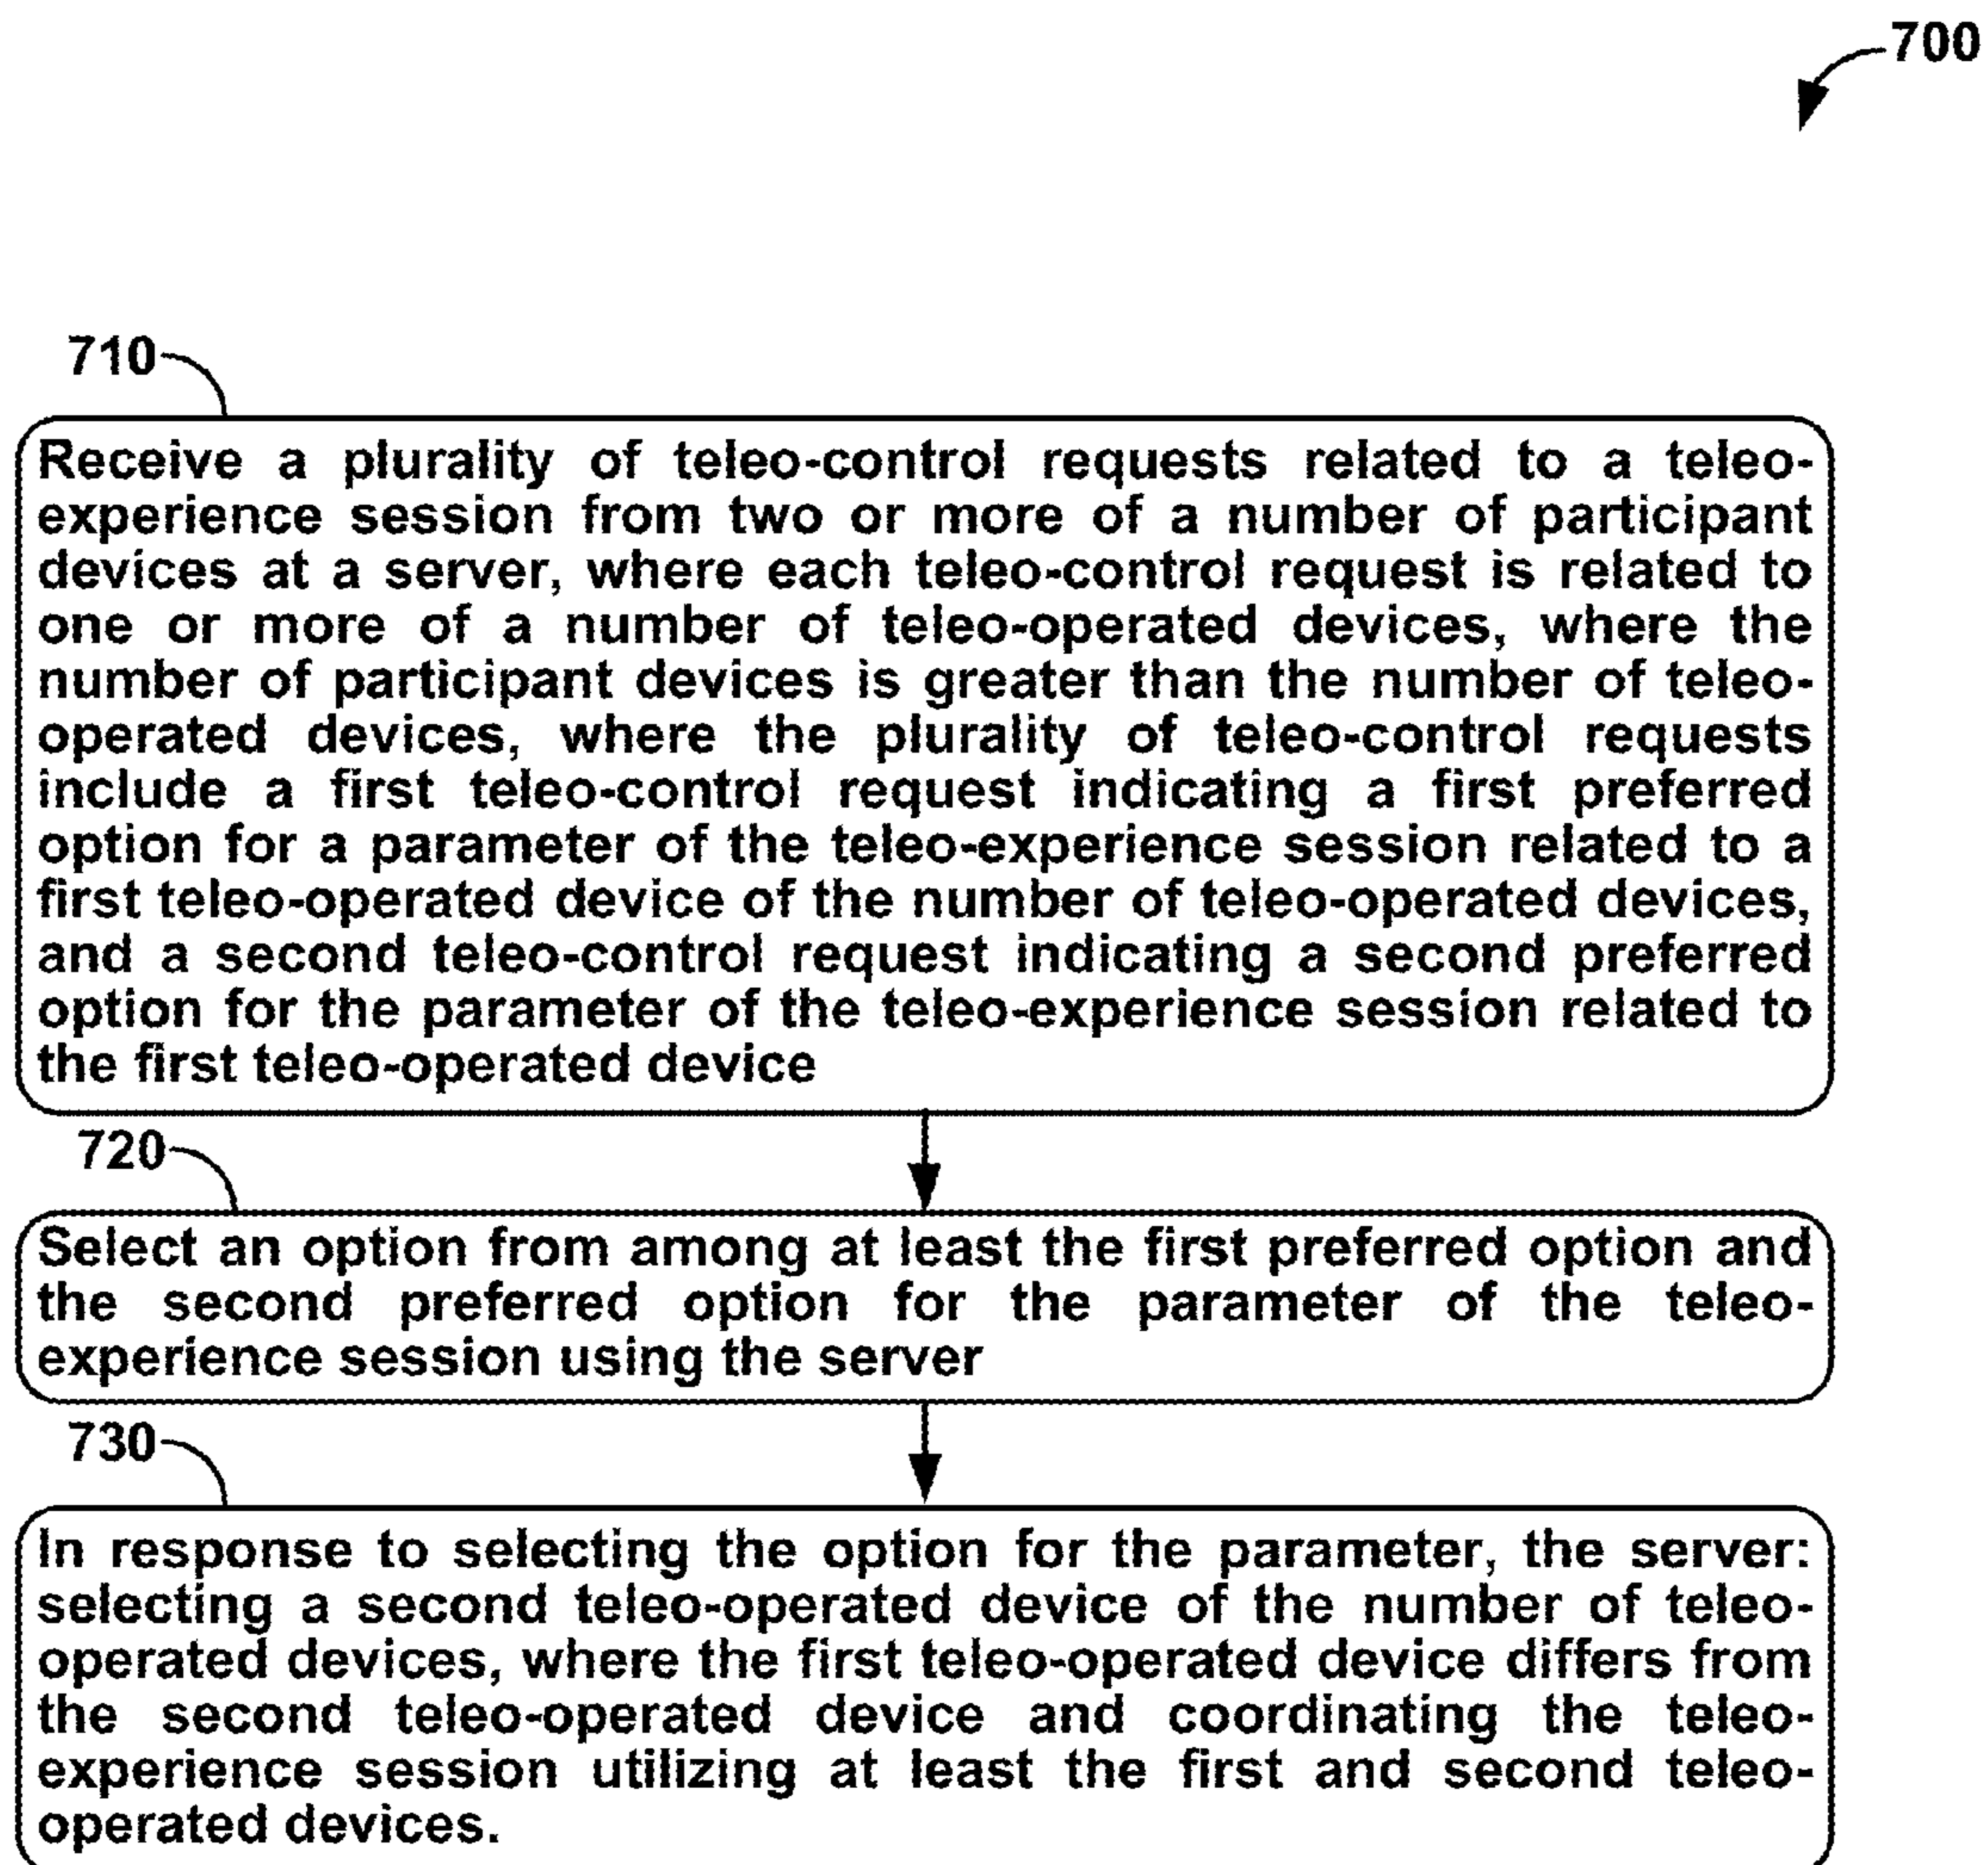 700
710
Receive a plurality of teleo-control requests related to a teleo-
experience session from two or more of a number of participant
devices at a server, where each teleo-control request is related to
one or more of a number of teleo-operated devices, where the
number of participant devices is greater than the number of teleo-
operated devices, where the plurality of teleo-control requests
include a first teleo-control request indicating a first preferred
option for a parameter of the teleo-experience session related to a
first teleo-operated device of the number of teleo-operated devices,
and a second teleo-control request indicating a second preferred
option for the parameter of the teleo-experience session related to
the first teleo-operated device
720
Select an option from among at least the first preferred option and
the second preferred option for the parameter of the teleo-
experience session using the server
730
In response to selecting the option for the parameter, the server:
selecting a second teleo-operated device of the number of teleo-
operated devices, where the first teleo-operated device differs from
the second teleo-operated device and coordinating the teleo-
experience session utilizing at least the first and second teleo-
operated devices.